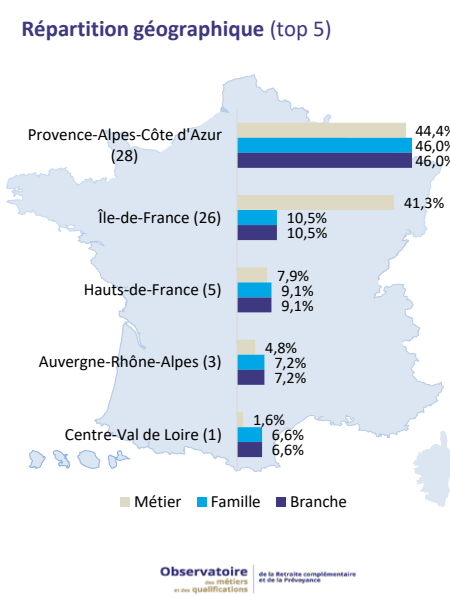 Répartition géographique (top 5)
Provence-Alpes-Côte d'Azur
(28)
44,4%
46,0%
46,0%
Île-de-France (26)
41,3%
10,5%
10,5%
Hauts-de-France (5)
7,9%
9,1%
9,1%
Auvergne-Rhône-Alpes (3)
4,8%
7,2%
7,2%
Centre-Val de Loire (1)
1,6%
6,6%
6,6%
Métier Famille Branche
Observatoire
des métiers
et des qualifications
de la Retraite complémentaire
et de la Prévoyance